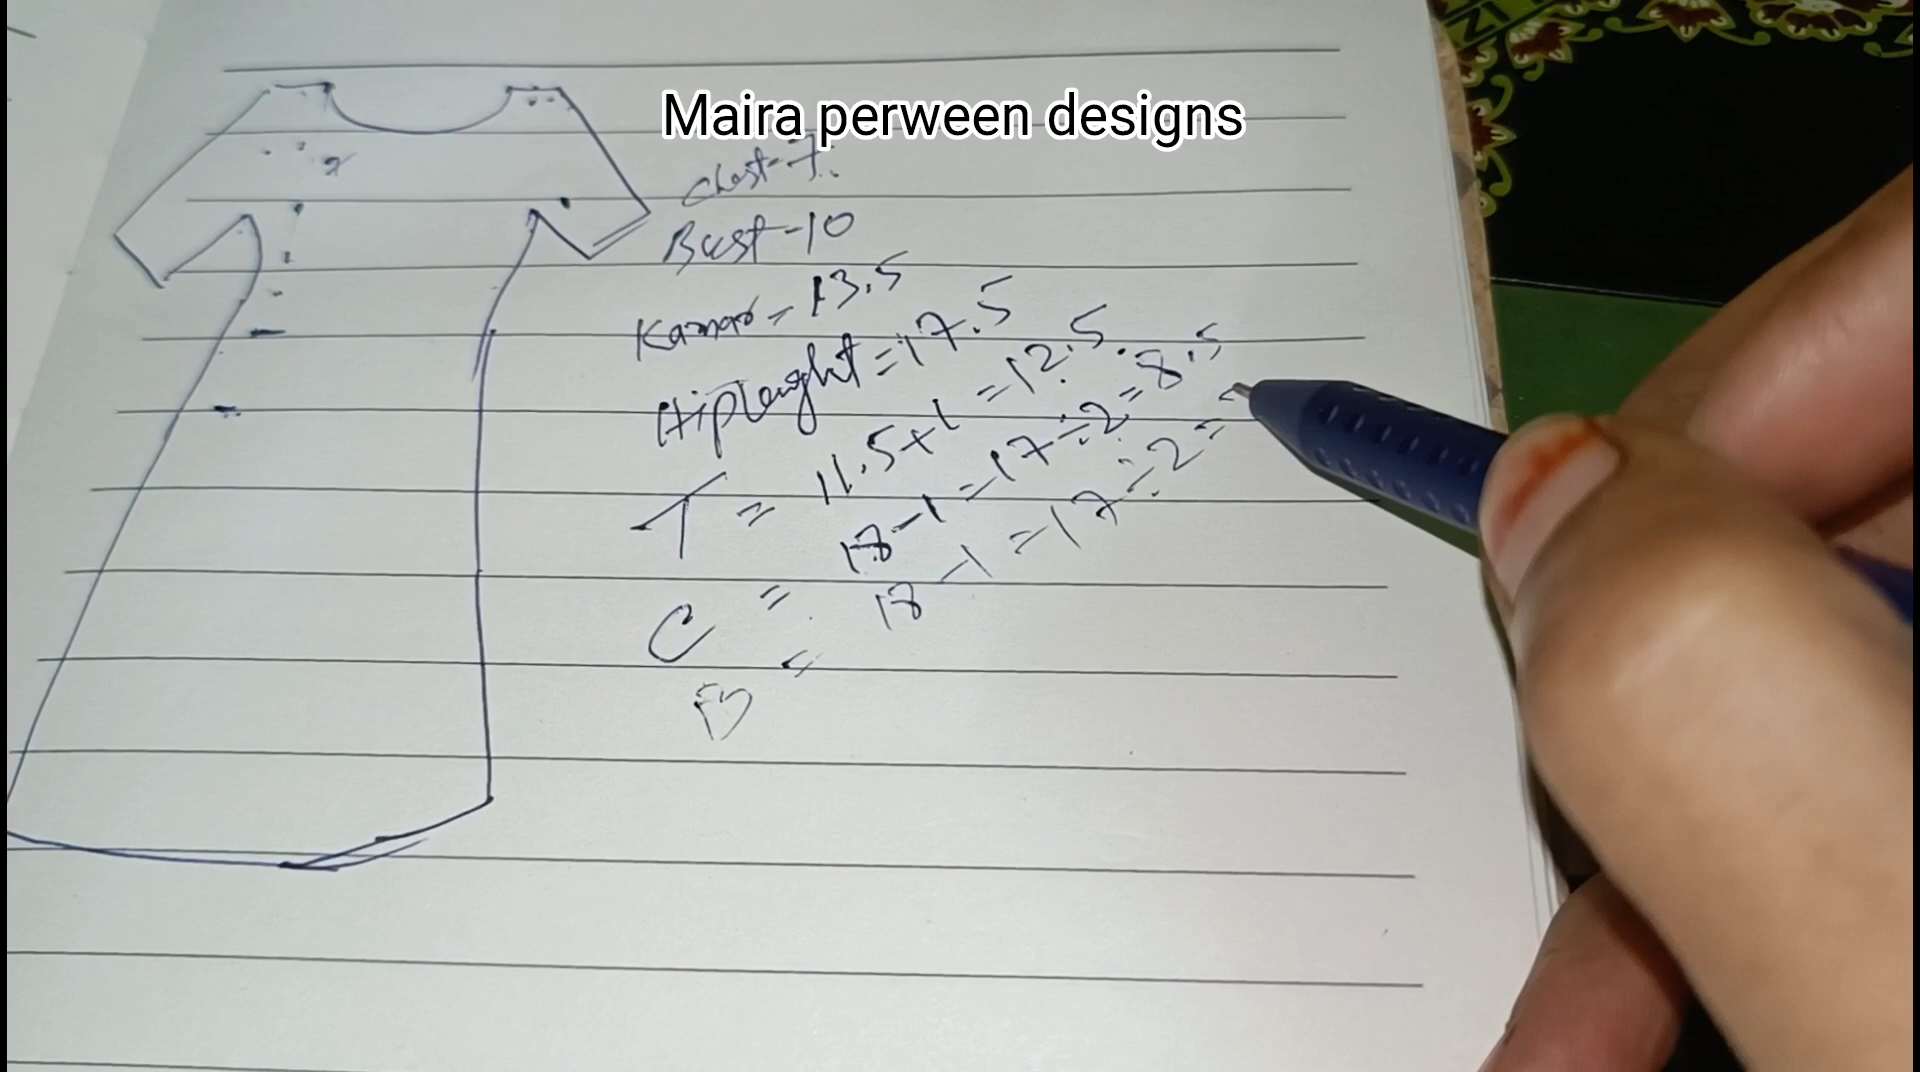 Maira perween designs
Chest-7
Bust-10
Kamar = 13.5
Hiplenght = 17.5
T = 11.5+1 = 12.5
C = 18-1 = 17÷2 = 8.5
B = 18-1 = 17÷2 =